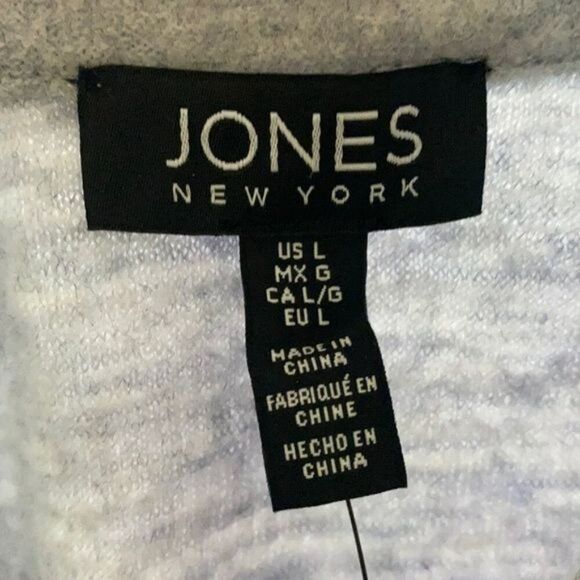 JONES
NEW YORK
US L
MX G
CA L/G
EU L
MADE IN
CHINA
FABRIQUÉ EN
CHINE
HECHO EN
CHINA